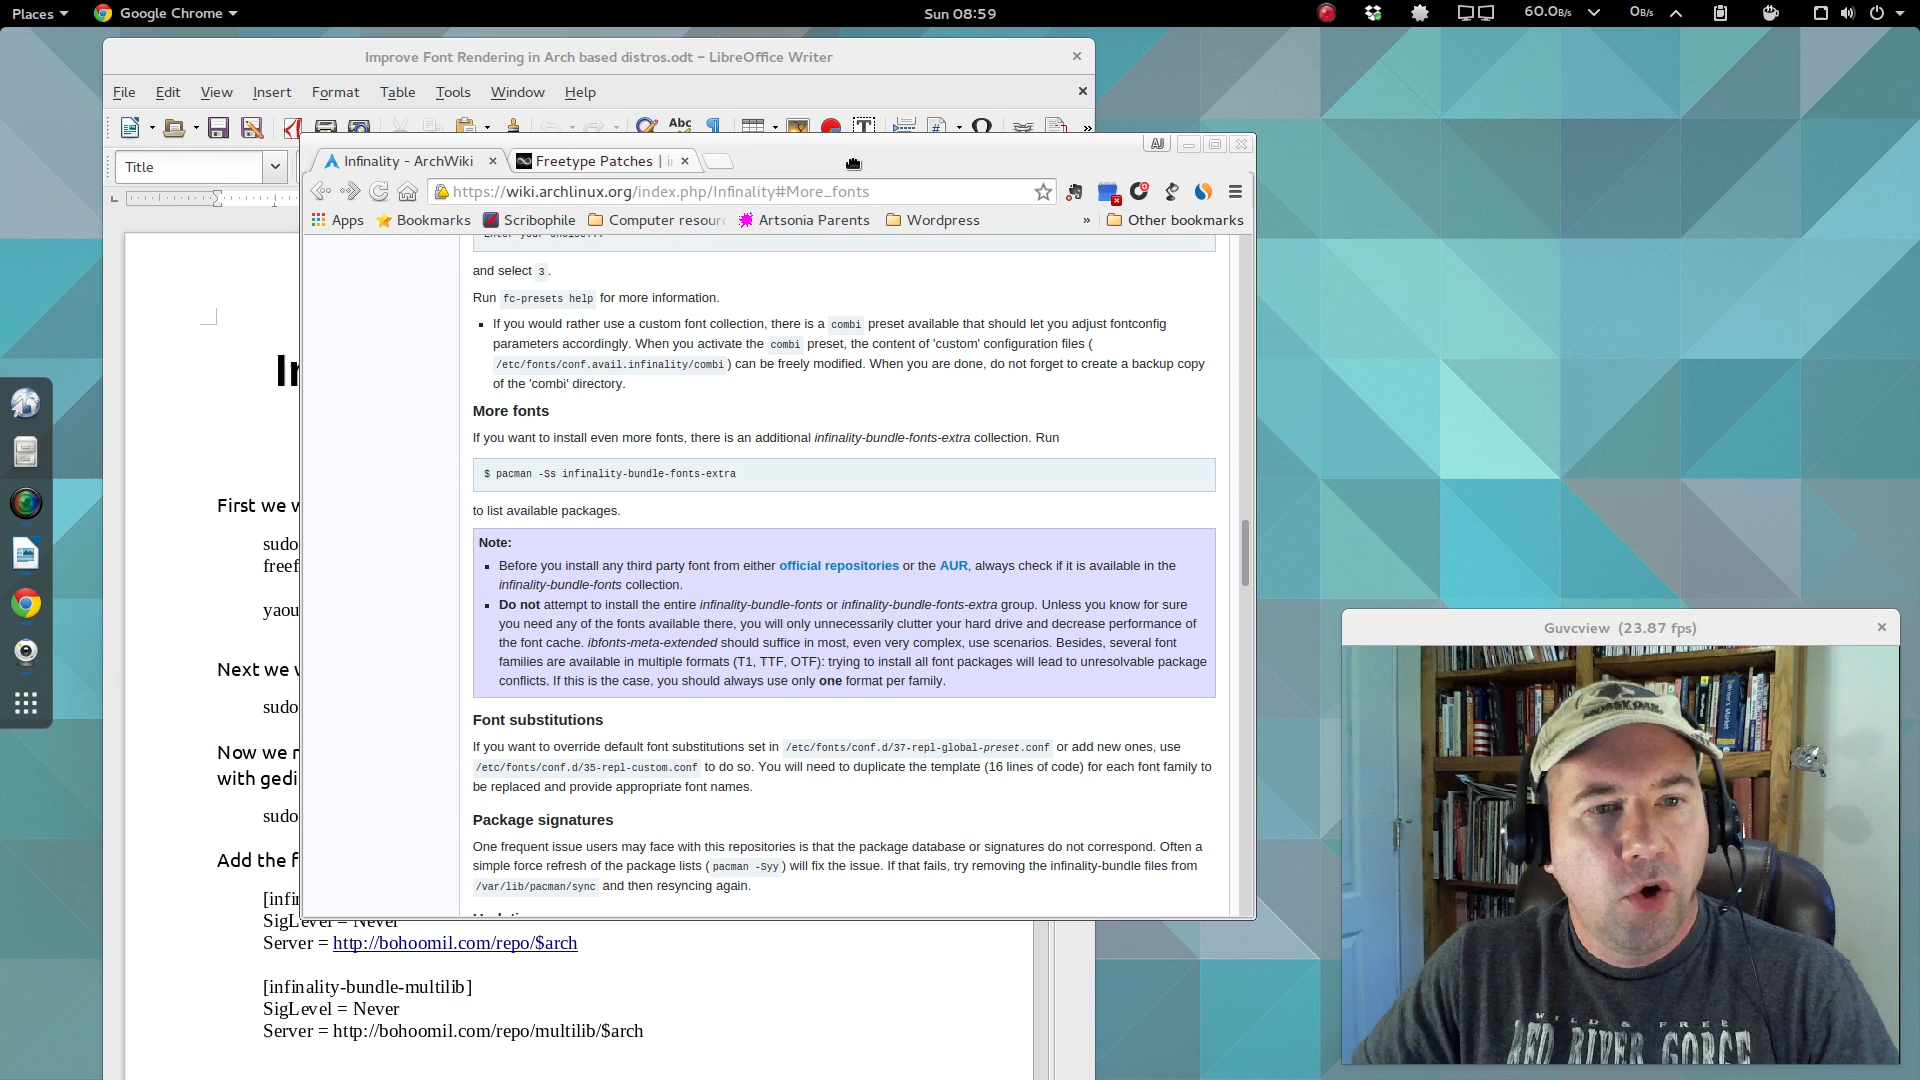 Places
Google Chrome
Sun 08:59
60.0B/s
0B/s
Improve Font Rendering in Arch based distros.odt – LibreOffice Writer
File Edit View Insert Format Table Tools Window Help
Abc
Title
AJ
Infinality - ArchWiki
Freetype Patches |
https://wiki.archlinux.org/index.php/Infinality#More_fonts
Apps Bookmarks Scribophile Computer resour Artsonia Parents Wordpress » Other bookmarks
and select 3.
Run fc-presets help for more information.
If you would rather use a custom font collection, there is a combi preset available that should let you adjust fontconfig
parameters accordingly. When you activate the combi preset, the content of 'custom' configuration files (
/etc/fonts/conf.avail.infinality/combi) can be freely modified. When you are done, do not forget to create a backup copy
of the 'combi' directory.
More fonts
If you want to install even more fonts, there is an additional infinality-bundle-fonts-extra collection. Run
$ pacman -Ss infinality-bundle-fonts-extra
to list available packages.
Note:
Before you install any third party font from either official repositories or the AUR, always check if it is available in the
infinality-bundle-fonts collection.
Do not attempt to install the entire infinality-bundle-fonts or infinality-bundle-fonts-extra group. Unless you know for sure
you need any of the fonts available there, you will only unnecessarily clutter your hard drive and decrease performance of
the font cache. ibfonts-meta-extended should suffice in most, even very complex, use scenarios. Besides, several font
families are available in multiple formats (T1, TTF, OTF): trying to install all font packages will lead to unresolvable package
conflicts. If this is the case, you should always use only one format per family.
Font substitutions
If you want to override default font substitutions set in /etc/fonts/conf.d/37-repl-global-preset.conf or add new ones, use
/etc/fonts/conf.d/35-repl-custom.conf to do so. You will need to duplicate the template (16 lines of code) for each font family to
be replaced and provide appropriate font names.
Package signatures
One frequent issue users may face with this repositories is that the package database or signatures do not correspond. Often a
simple force refresh of the package lists (pacman -Syy) will fix the issue. If that fails, try removing the infinality-bundle files from
/var/lib/pacman/sync and then resyncing again.
In
First we w
sudo
freef
yaou
Next we w
sudo
Now we n
with gedi
sudo
Add the f
[infi
SigLevel = Never
Server = http://bohoomil.com/repo/$arch
[infinality-bundle-multilib]
SigLevel = Never
Server = http://bohoomil.com/repo/multilib/$arch
Guvcview (23.87 fps)
MOSSY OAK
WILD & FREE
RED RIVER GORGE